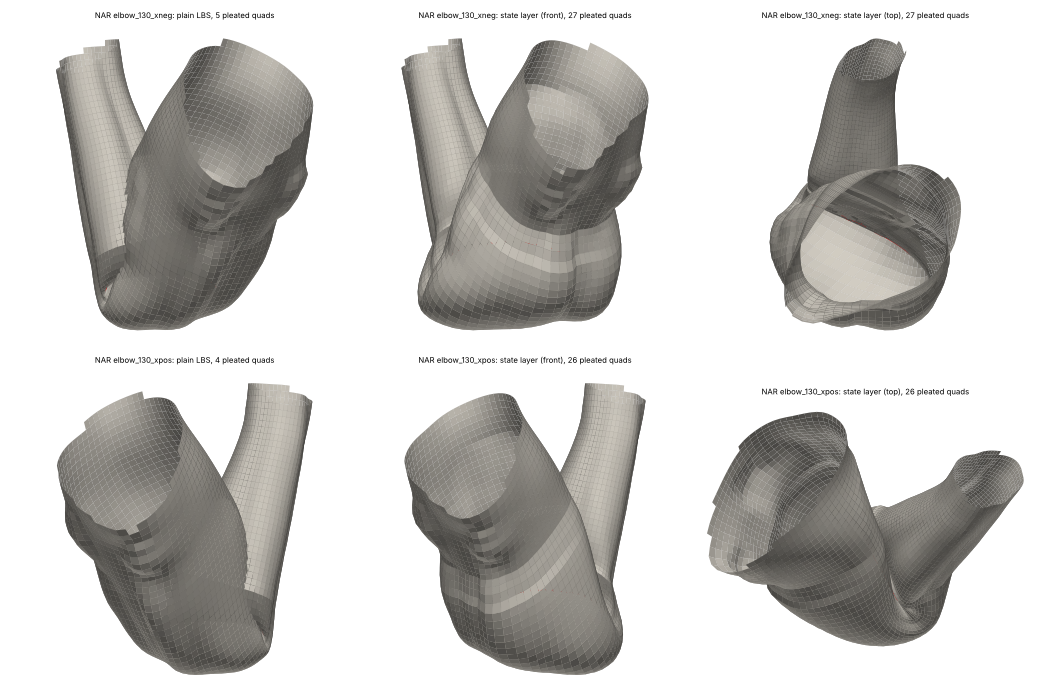 NAR elbow_130_xneg: plain LBS, 5 pleated quads
NAR elbow_130_xneg: state layer (front), 27 pleated quads
NAR elbow_130_xneg: state layer (top), 27 pleated quads
NAR elbow_130_xpos: plain LBS, 4 pleated quads
NAR elbow_130_xpos: state layer (front), 26 pleated quads
NAR elbow_130_xpos: state layer (top), 26 pleated quads